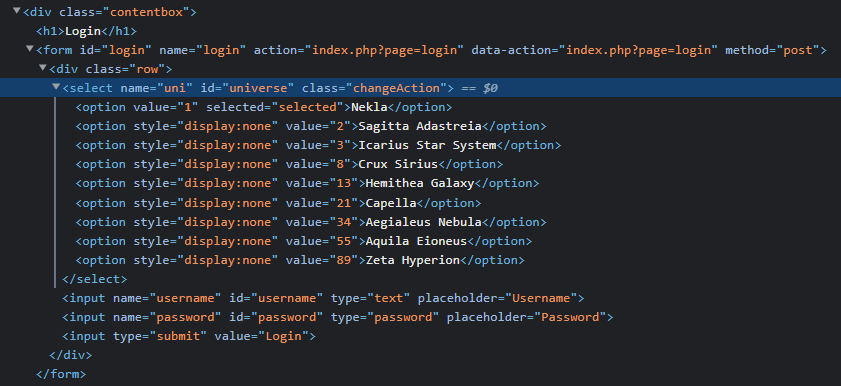 <div class="contentbox">
<h1>Login</h1>
<form id="login" name="login" action="index.php?page=login" data-action="index.php?page=login" method="post">
<div class="row">
<select name="uni" id="universe" class="changeAction"> == $0
<option value="1" selected="selected">Nekla</option>
<option style="display:none" value="2">Sagitta Adastreia</option>
<option style="display:none" value="3">Icarius Star System</option>
<option style="display:none" value="8">Crux Sirius</option>
<option style="display:none" value="13">Hemithea Galaxy</option>
<option style="display:none" value="21">Capella</option>
<option style="display:none" value="34">Aegialeus Nebula</option>
<option style="display:none" value="55">Aquila Eioneus</option>
<option style="display:none" value="89">Zeta Hyperion</option>
</select>
<input name="username" id="username" type="text" placeholder="Username">
<input name="password" id="password" type="password" placeholder="Password">
<input type="submit" value="Login">
</div>
</form>